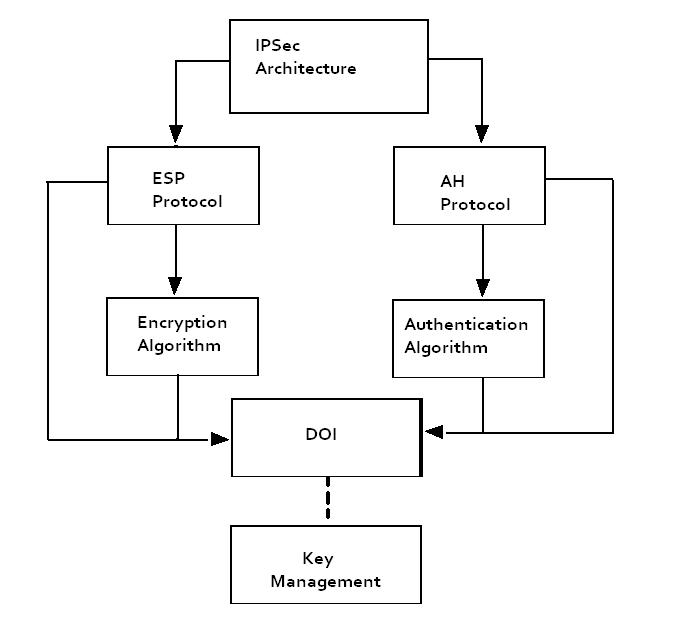 IPSec
Architecture
ESP
Protocol
AH
Protocol
Encryption
Algorithm
Authentication
Algorithm
DOI
Key
Management